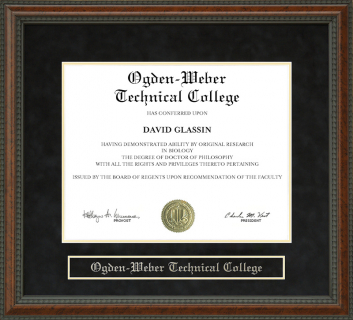 Ogden-Weber
Technical College
HAS CONFERRED UPON
DAVID GLASSIN
HAVING DEMONSTRATED ABILITY BY ORIGINAL RESEARCH
IN BIOLOGY
THE DEGREE OF DOCTOR OF PHILOSOPHY
WITH ALL THE RIGHTS AND PRIVILEGES THERETO PERTAINING
ISSUED BY THE BOARD OF REGENTS UPON RECOMMENDATION OF THE FACULTY
PROVOST
PRESIDENT
Ogden-Weber Technical College